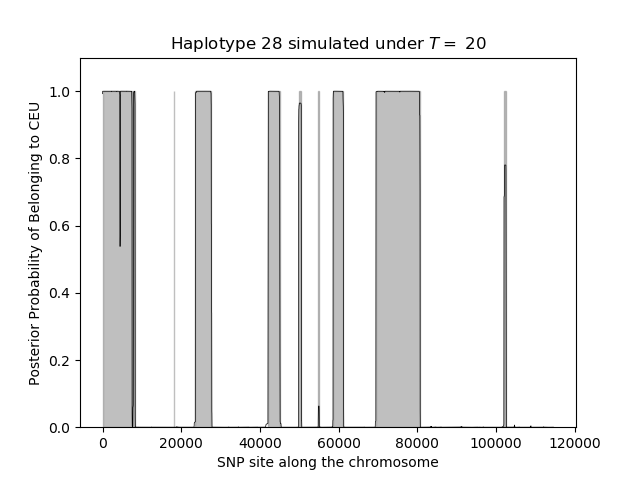 Haplotype 28 simulated under T = 20
Posterior Probability of Belonging to CEU
1.0
0.8
0.6
0.4
0.2
0.0
0 20000 40000 60000 80000 100000 120000
SNP site along the chromosome